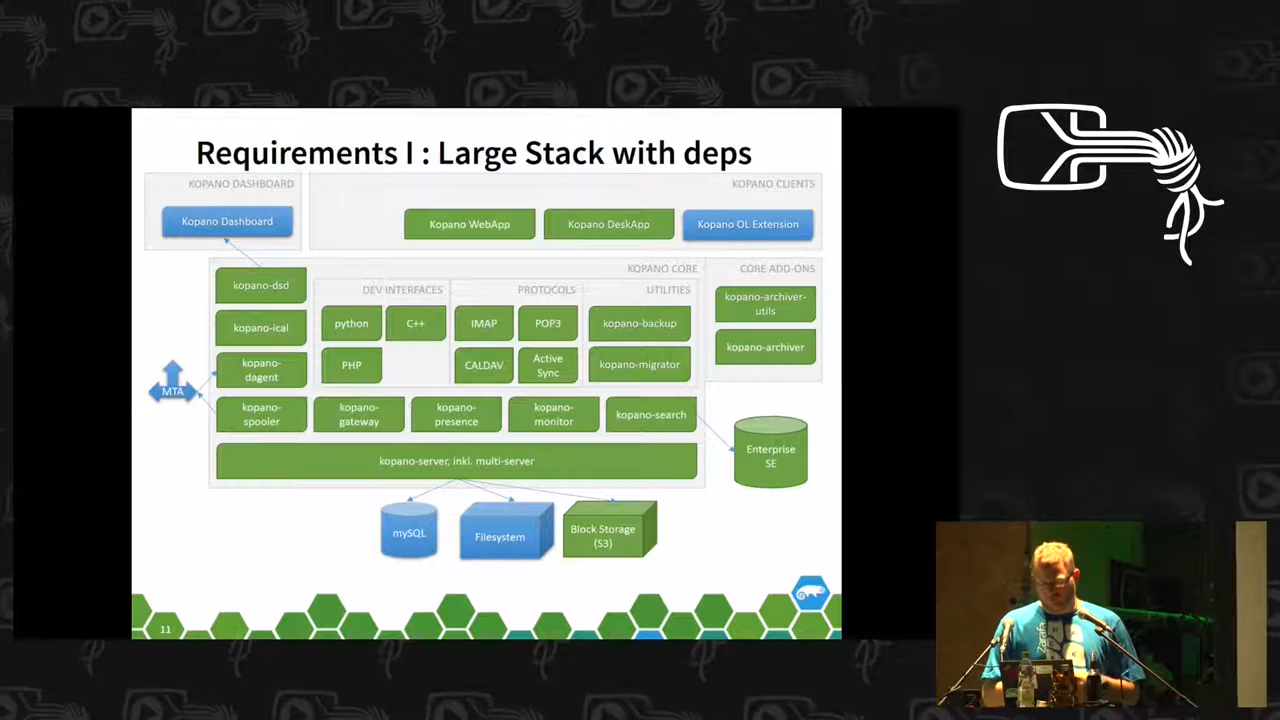 Requirements I : Large Stack with deps
KOPANO DASHBOARD
KOPANO CLIENTS
Kopano Dashboard
Kopano WebApp
Kopano DeskApp
Kopano OL Extension
KOPANO CORE
CORE ADD-ONS
kopano-dsd
DEV INTERFACES
PROTOCOLS
UTILITIES
kopano-archiver-
utils
kopano-ical
python
C++
IMAP
POP3
kopano-backup
kopano-archiver
kopano-
dagent
PHP
CALDAV
Active
Sync
kopano-migrator
MTA
kopano-
spooler
kopano-
gateway
kopano-
presence
kopano-
monitor
kopano-search
Enterprise
SE
kopano-server, inkl. multi-server
mySQL
Filesystem
Block Storage
(S3)
11
Zarafa